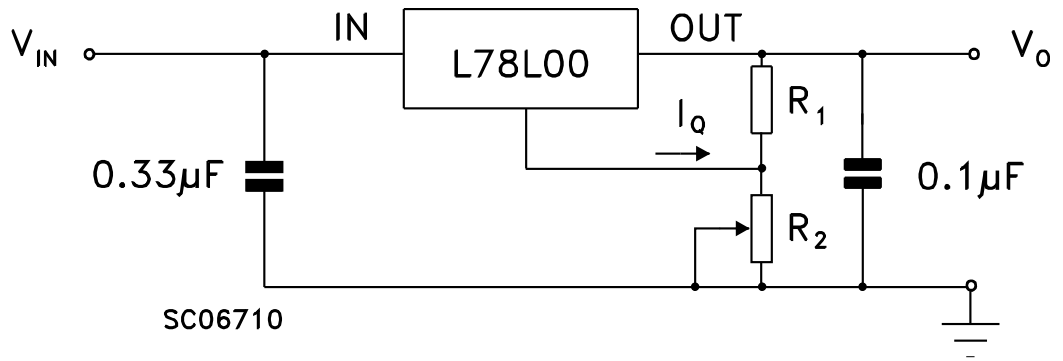 V_IN
IN
L78L00
OUT
V_O
I_Q
R_1
0.33µF
0.1µF
R_2
SC06710